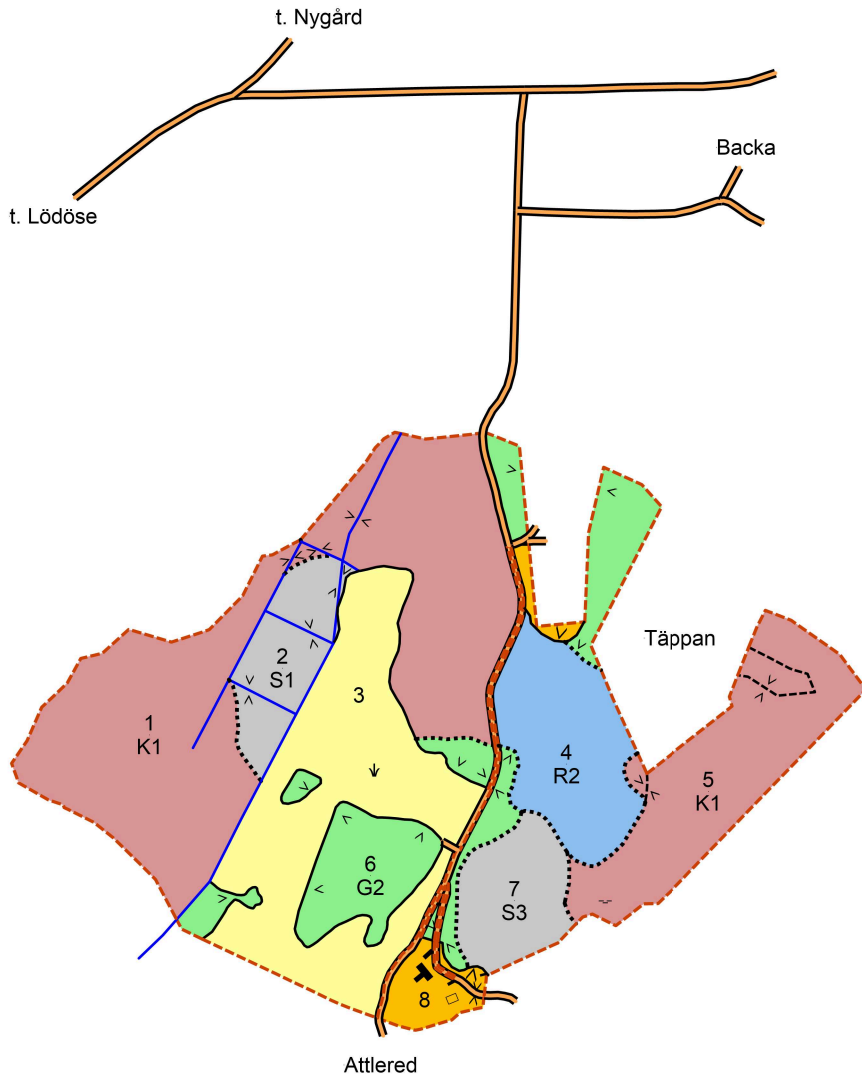 t. Nygård
Backa
t. Lödöse
Täppan
2
S1
3
1
K1
4
R2
5
K1
6
G2
7
S3
8
Attlered